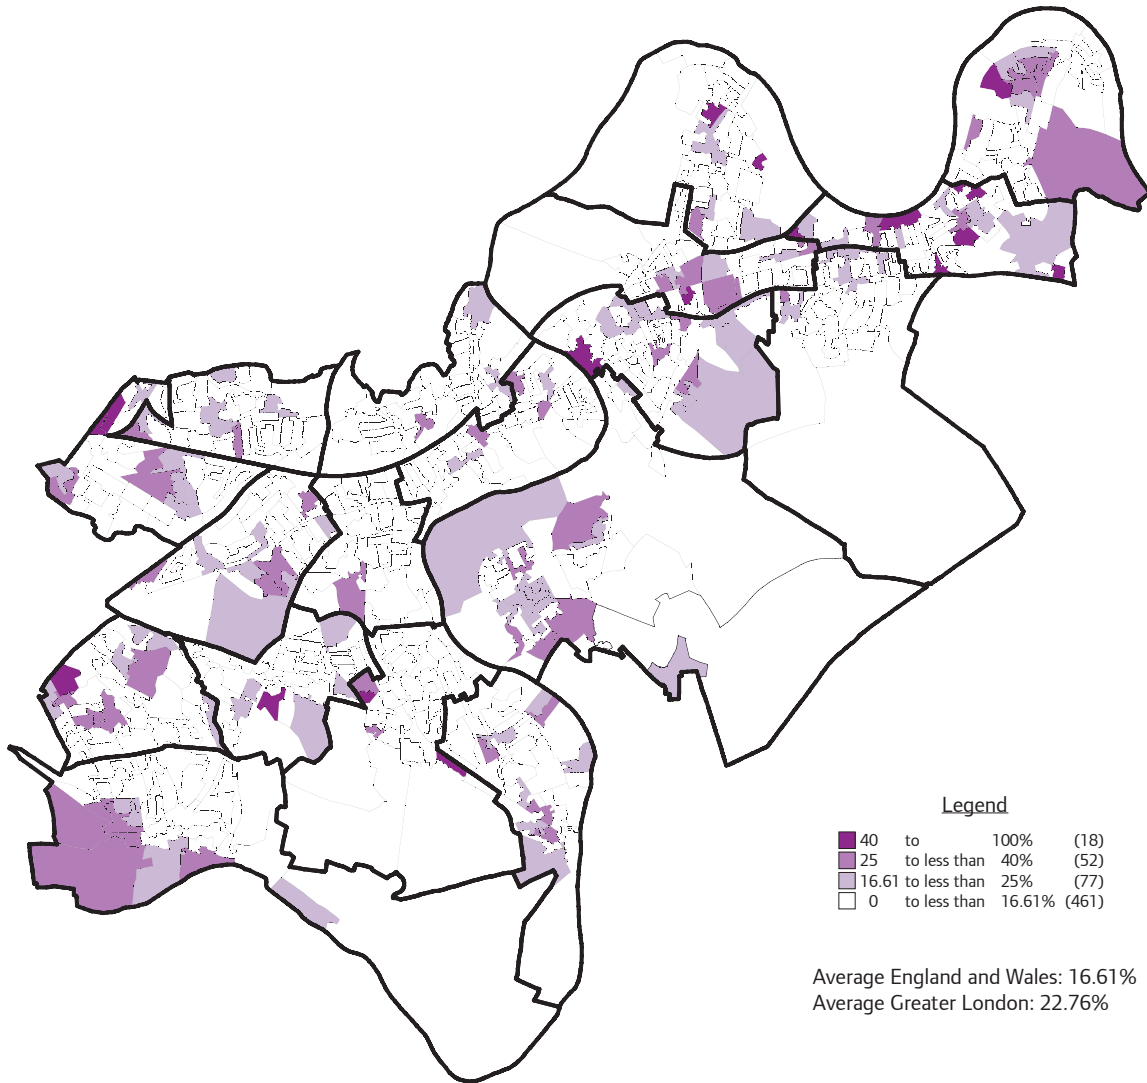 Legend
40 to 100% (18)
25 to less than 40% (52)
16.61 to less than 25% (77)
0 to less than 16.61% (461)
Average England and Wales: 16.61%
Average Greater London: 22.76%